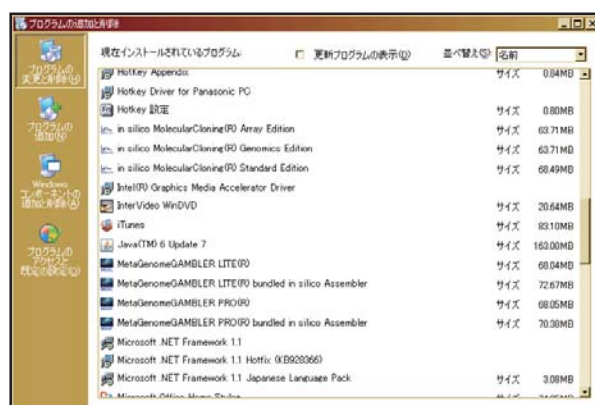 プログラムの追加と削除
プログラムの
変更と削除(H)
プログラムの
追加(N)
Windows
コンポーネントの
追加と削除(A)
プログラムの
アクセスと
既定の設定(O)
現在インストールされているプログラム:
更新プログラムの表示(D)
並べ替え(S):
名前
Hotkey Appendix サイズ 0.84MB
Hotkey Driver for Panasonic PC
Hotkey 設定 サイズ 0.80MB
in silico MolecularCloning(R) Array Edition サイズ 63.71MB
in silico MolecularCloning(R) Genomics Edition サイズ 63.71MB
in silico MolecularCloning(R) Standard Edition サイズ 68.49MB
Intel(R) Graphics Media Accelerator Driver
InterVideo WinDVD サイズ 20.64MB
iTunes サイズ 83.10MB
Java(TM) 6 Update 7 サイズ 163.00MB
MetaGenomeGAMBLER LITE(R) サイズ 68.04MB
MetaGenomeGAMBLER LITE(R) bundled in silico Assembler サイズ 72.67MB
MetaGenomeGAMBLER PRO(R) サイズ 68.05MB
MetaGenomeGAMBLER PRO(R) bundled in silico Assembler サイズ 70.38MB
Microsoft .NET Framework 1.1
Microsoft .NET Framework 1.1 Hotfix (KB928366)
Microsoft .NET Framework 1.1 Japanese Language Pack サイズ 3.08MB
Microsoft Office Home Style+ サイズ